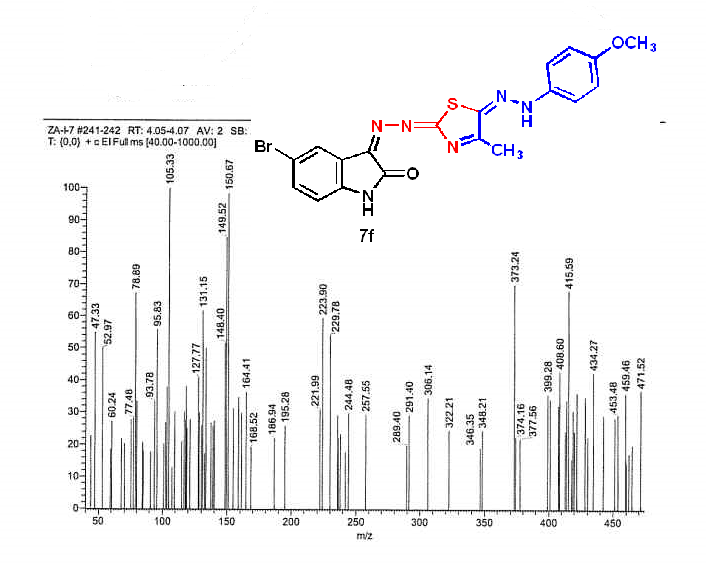 OCH3
S
N
N
H
N
N
N
CH3
Br
O
N
H
7f
ZA-I-7 #241-242 RT: 4.05-4.07 AV: 2 SB:
T: {0,0} + c EI Full ms [40.00-1000.00]
105.33
150.67
149.52
373.24
415.59
78.89
131.15
223.90
229.78
47.33
95.83
52.97
148.40
408.60
434.27
127.77
399.28
459.46
471.52
164.41
306.14
93.78
291.40
221.99
244.48
257.55
453.48
60.24
77.48
195.28
322.21
348.21
374.16
377.56
186.94
168.52
289.40
346.35
100
90
80
70
60
50
40
30
20
10
0
50 100 150 200 250 300 350 400 450
m/z